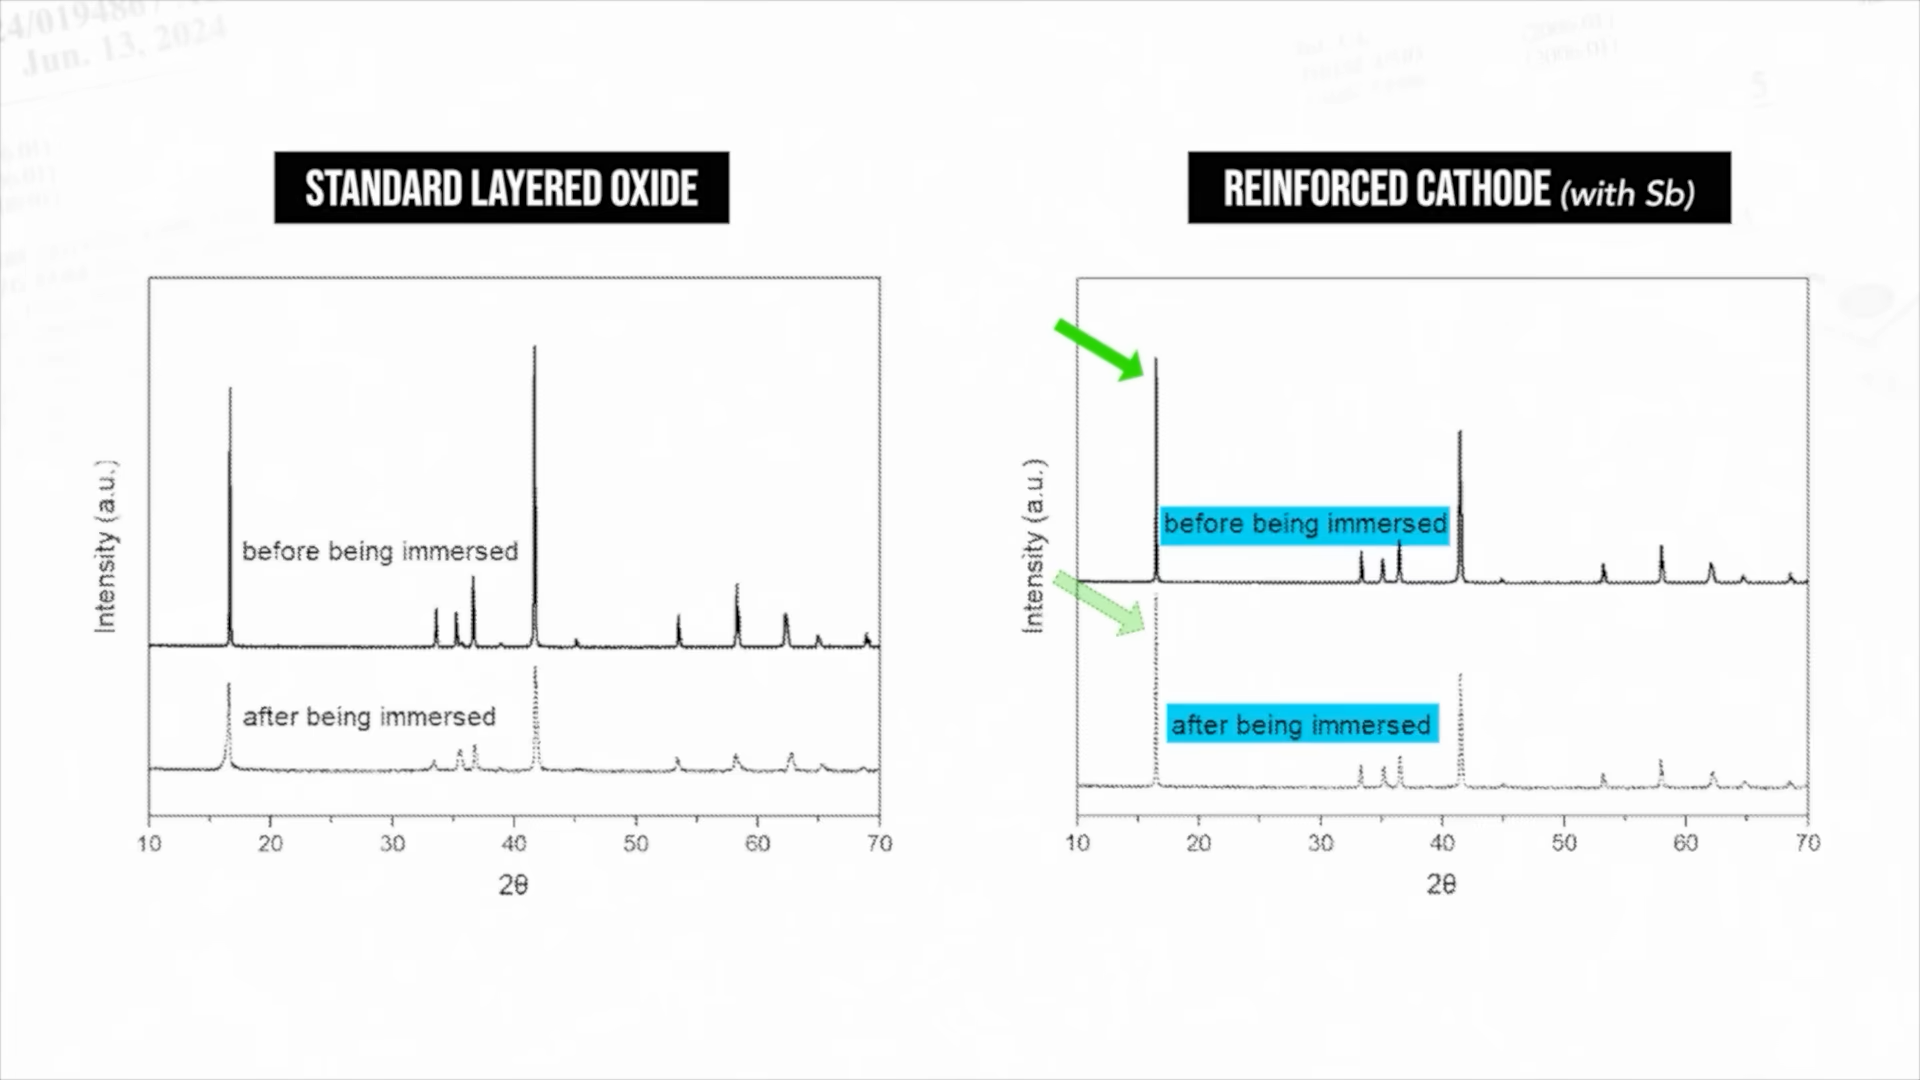 Jun. 13, 2024
STANDARD LAYERED OXIDE
Intensity (a.u.)
before being immersed
after being immersed
10 20 30 40 50 60 70
2θ
REINFORCED CATHODE (with Sb)
Intensity (a.u.)
before being immersed
after being immersed
10 20 30 40 50 60 70
2θ